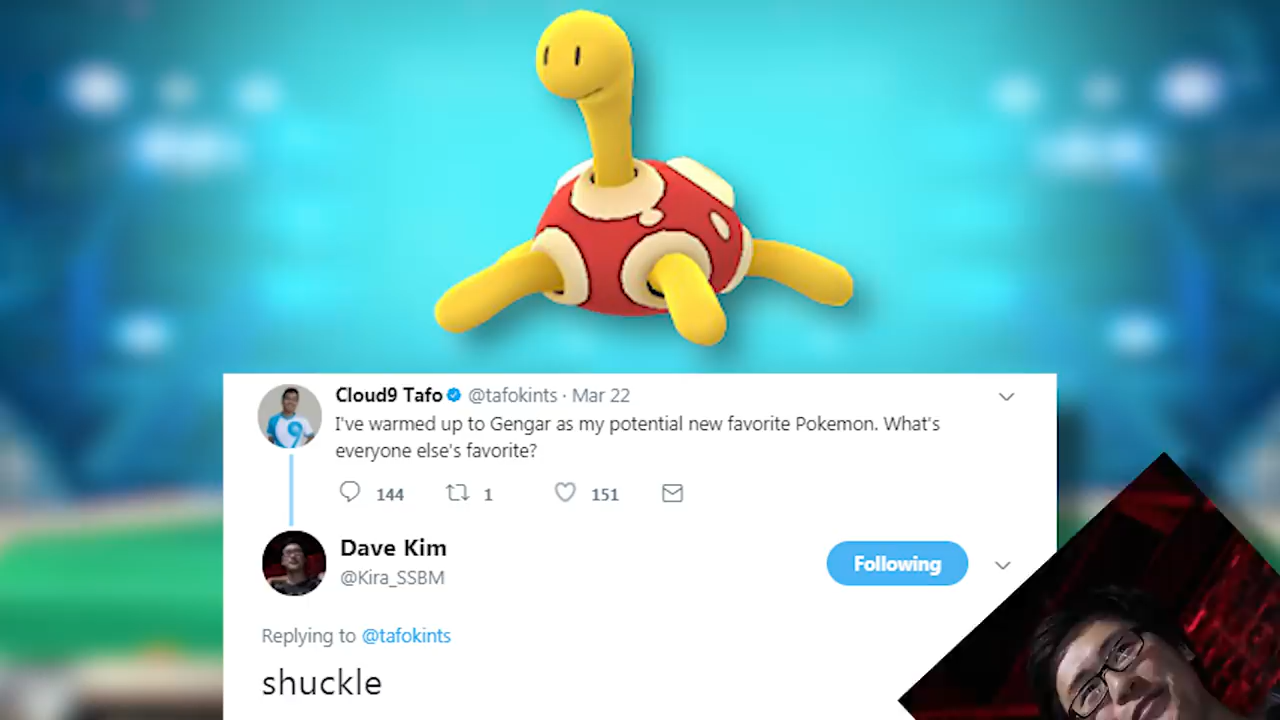 Cloud9 Tafo @tafokints · Mar 22
I've warmed up to Gengar as my potential new favorite Pokemon. What's
everyone else's favorite?
144 1 151
Dave Kim
@Kira_SSBM
Following
Replying to @tafokints
shuckle